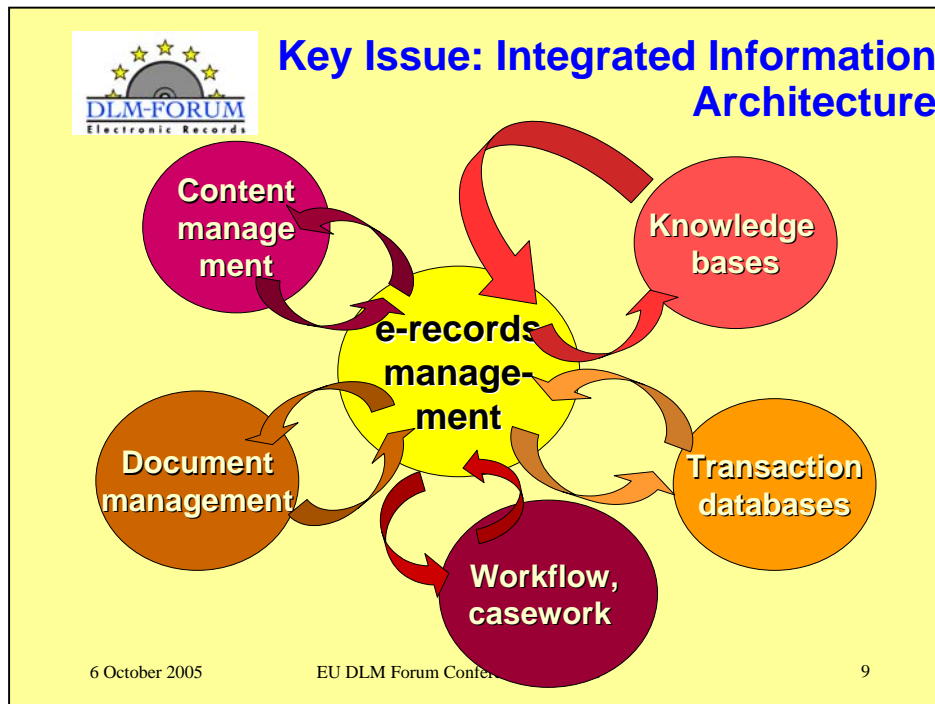 DLM-FORUM
Electronic Records
Key Issue: Integrated Information
Architecture
Content
manage
ment
Knowledge
bases
e-records
manage-
ment
Document
management
Transaction
databases
Workflow,
casework
6 October 2005
EU DLM Forum
9